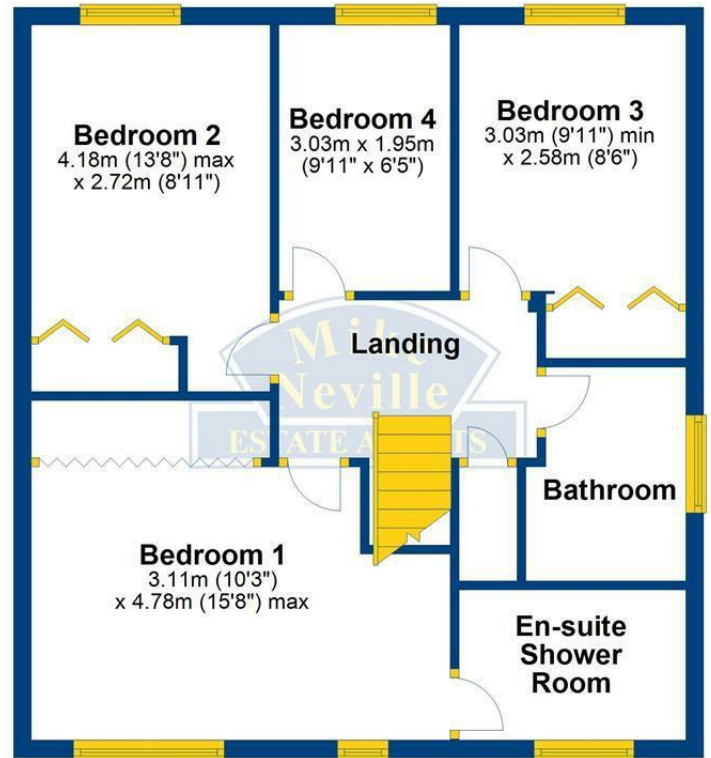 Bedroom 2
4.18m (13'8") max
x 2.72m (8'11")
Bedroom 4
3.03m x 1.95m
(9'11" x 6'5")
Bedroom 3
3.03m (9'11") min
x 2.58m (8'6")
Landing
Mike
Neville
ESTATE AGENTS
Bathroom
Bedroom 1
3.11m (10'3")
x 4.78m (15'8") max
En-suite
Shower
Room